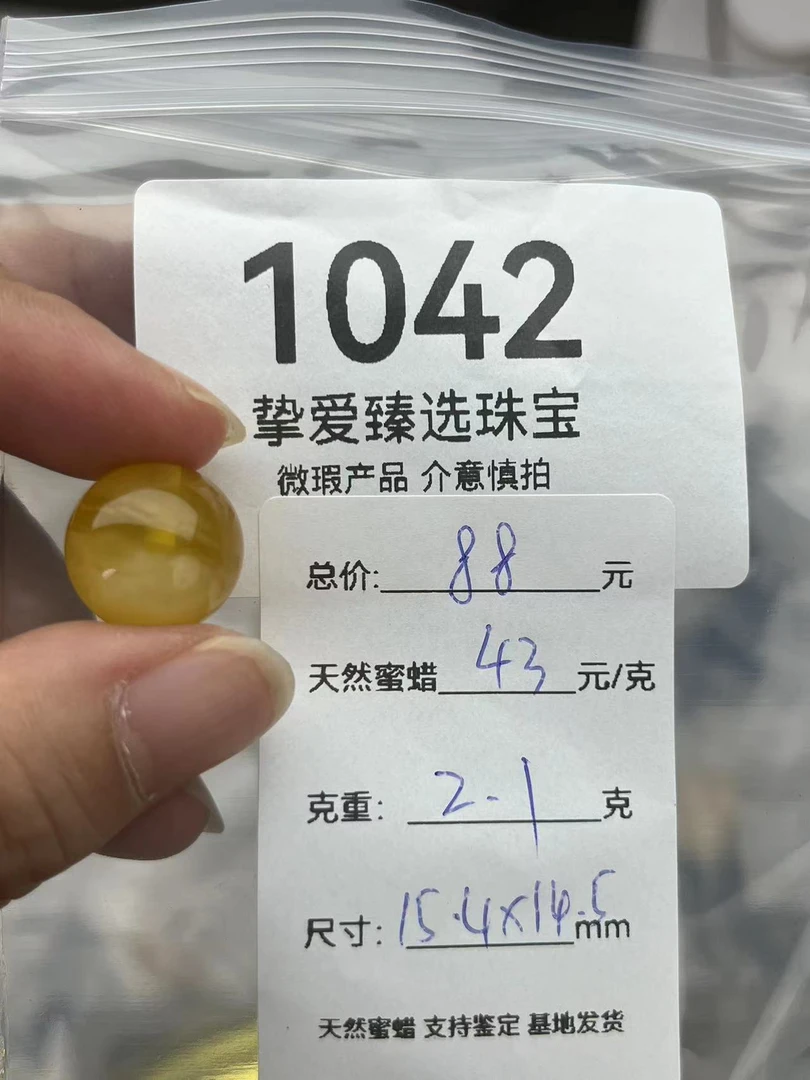 1042
挚爱臻选珠宝
微瑕产品 介意慎拍
总价: 88 元
天然蜜蜡 43 元/克
克重: 2.1 克
尺寸: 15.4×14.5 mm
天然蜜蜡 支持鉴定 基地发货